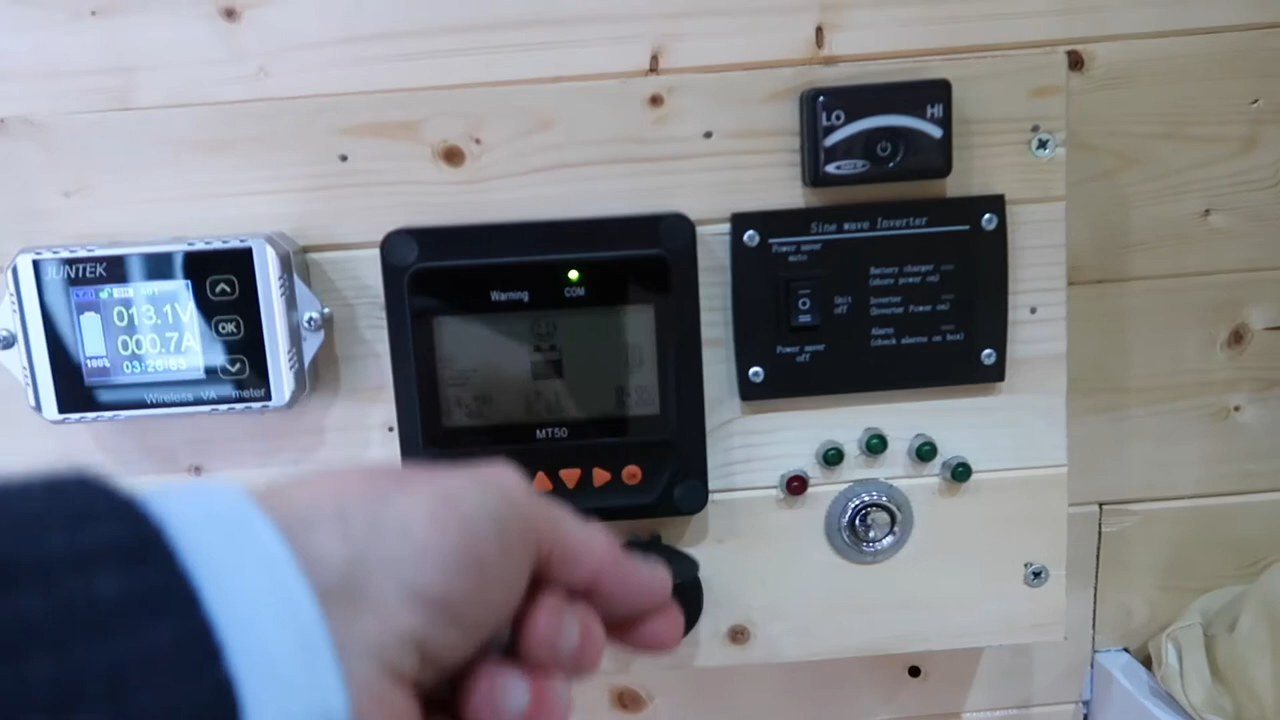 JUNTEK
013.1V
000.7A
100%
03:26:53
OK
Wireless VA meter
Warning
COM
MT50
LO
HI
Sine wave Inverter
Power saver
auto
Unit
off
Power saver
off
Battery charger
(shore power on)
Inverter
(Inverter Power on)
Alarm
(check alarms on box)